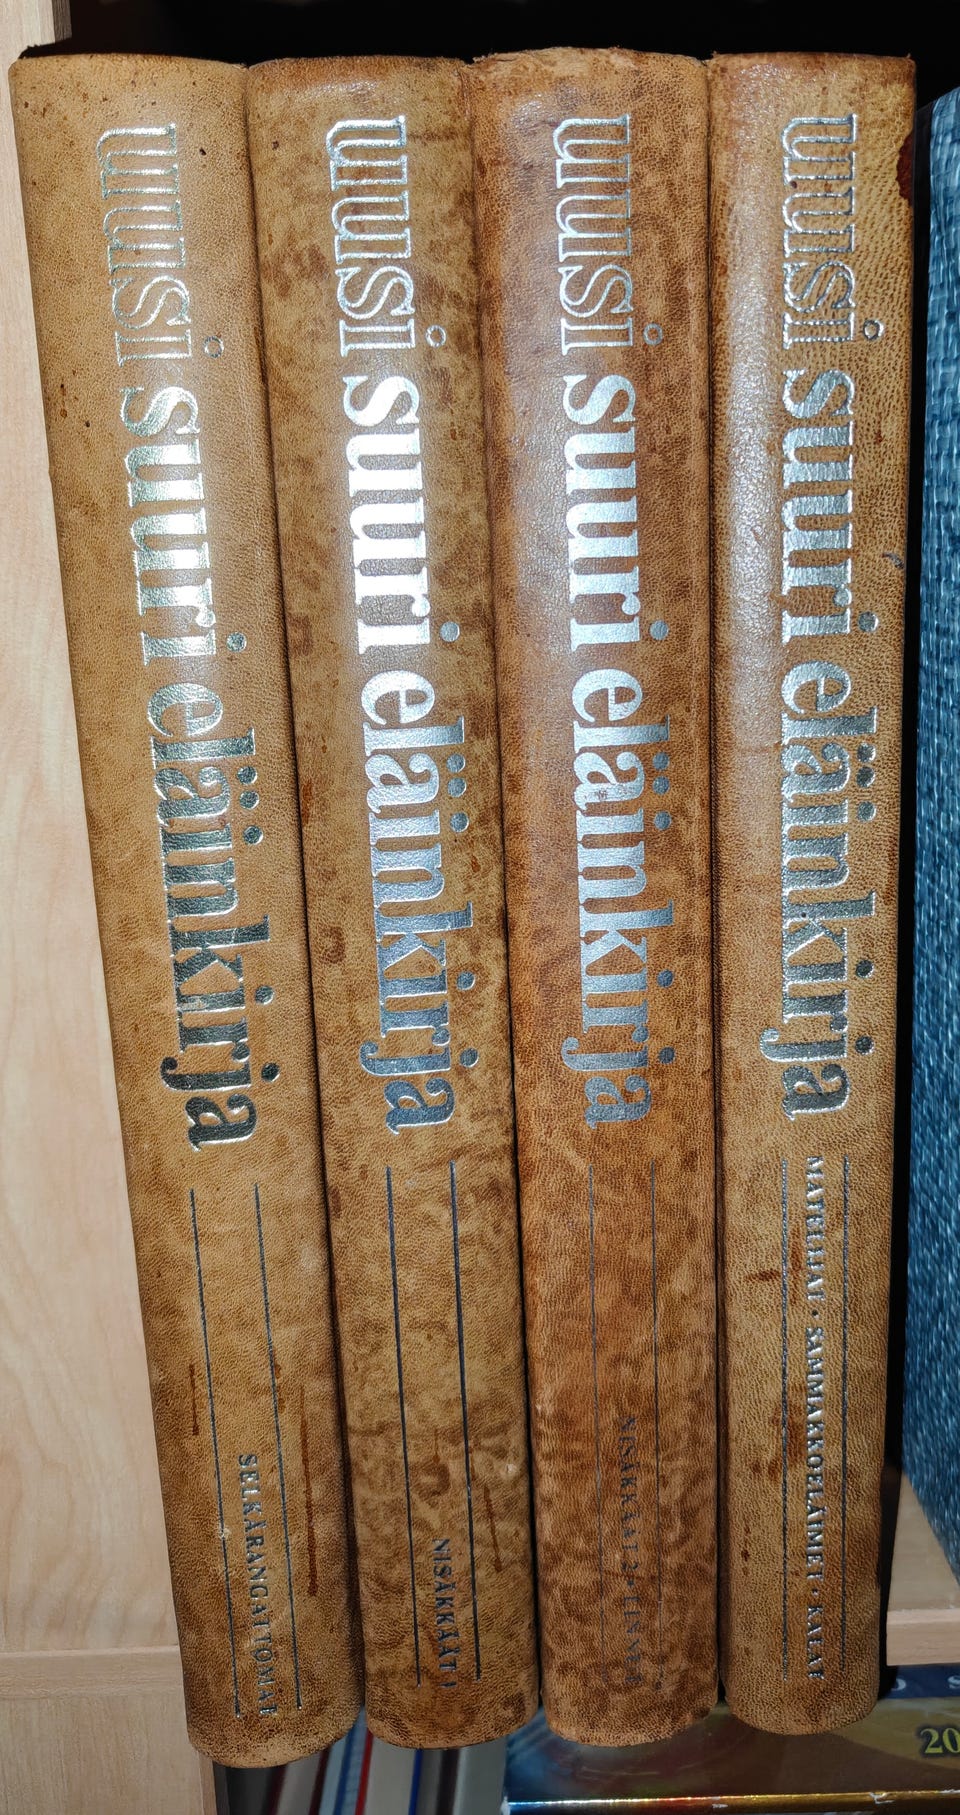 uusi suuri eläinkirja
SELKÄRANGATTOMAT
uusi suuri eläinkirja
NISÄKKÄÄT 1
uusi suuri eläinkirja
NISÄKKÄÄT 2 • LINNUT
uusi suuri eläinkirja
MATELIJAT • SAMMAKKOELÄIMET • KALAT
20